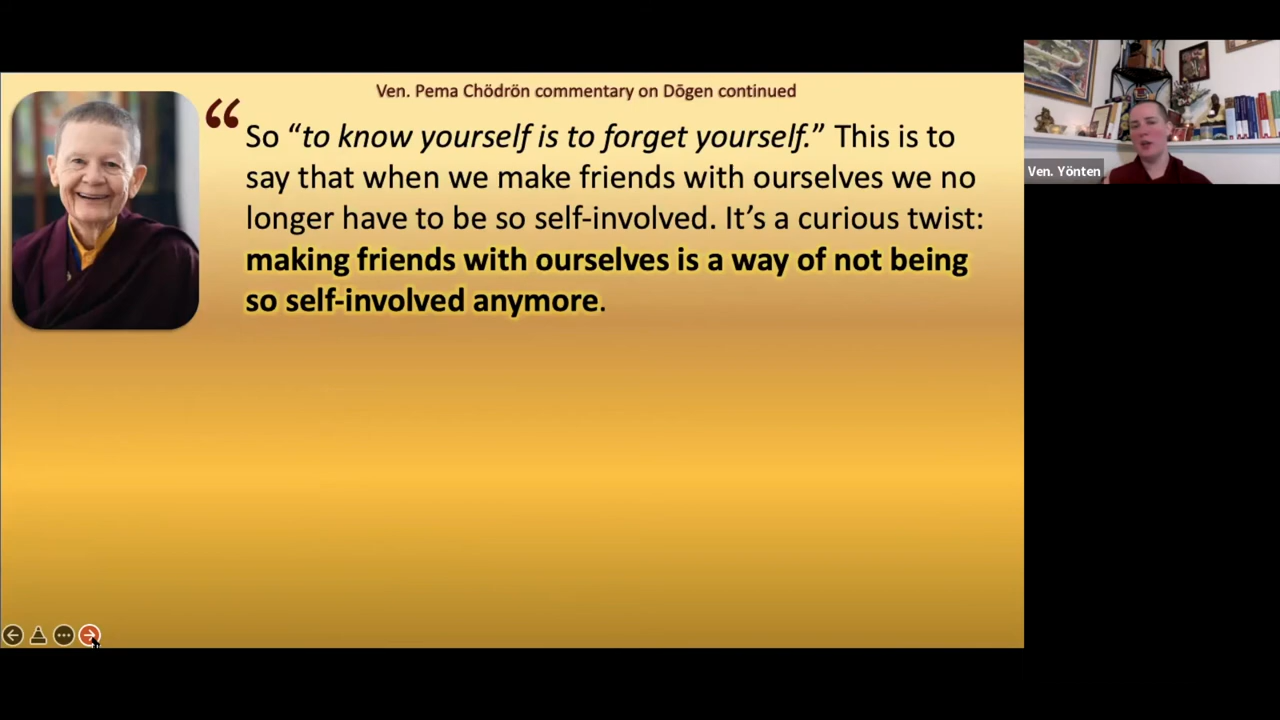 Ven. Pema Chödrön commentary on Dōgen continued
“
So “to know yourself is to forget yourself.” This is to
say that when we make friends with ourselves we no
longer have to be so self-involved. It’s a curious twist:
making friends with ourselves is a way of not being
so self-involved anymore.
Ven. Yönten